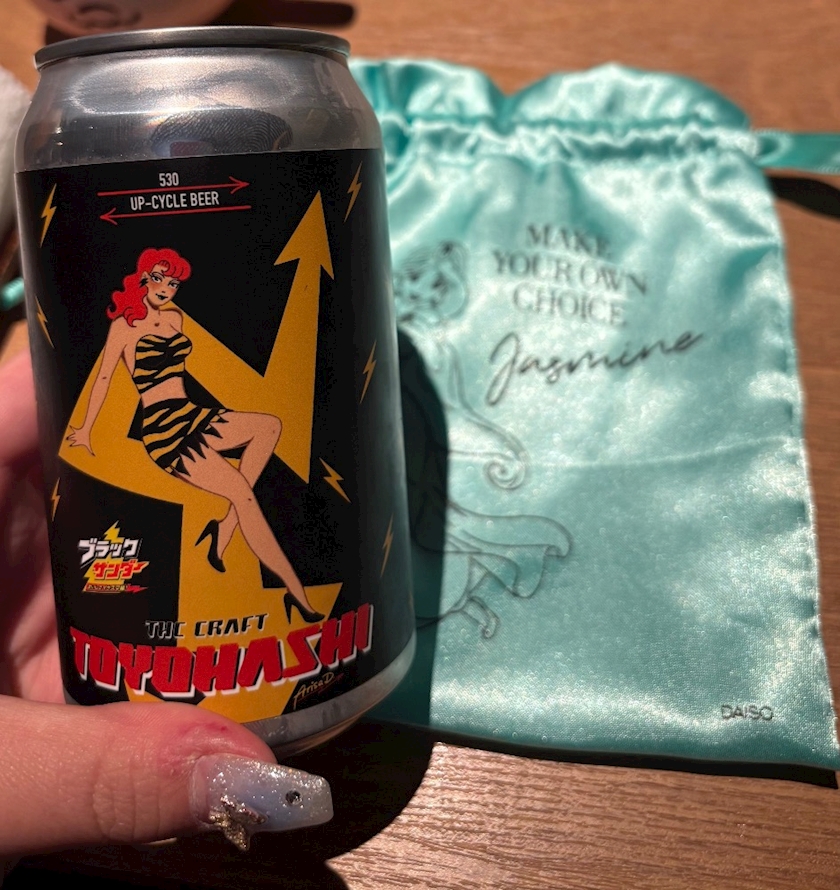 530
UP-CYCLE BEER
ブラック
サンダー
THE CRAFT
TOYOHASHI
Arisa D.
MAKE
YOUR OWN
CHOICE
Jasmine
DAISO